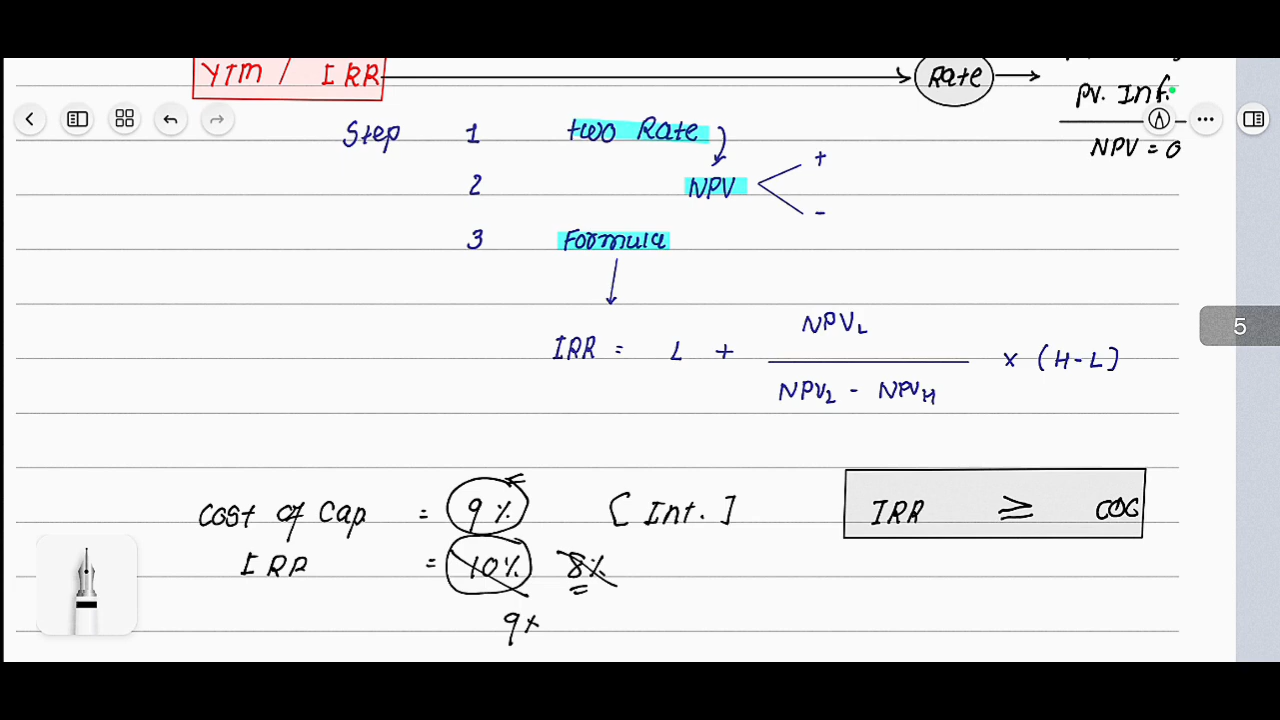 YTM / IRR → Rate →
PV. Inf.
NPV = 0
Step 1 two Rate
2 NPV < + -
3 Formula
IRR = L + NPVL / NPVL - NPVH × (H-L)
Cost of Cap = 9% [Int.]
IRR ≥ COC
IRR = 10% 8%
9%
5